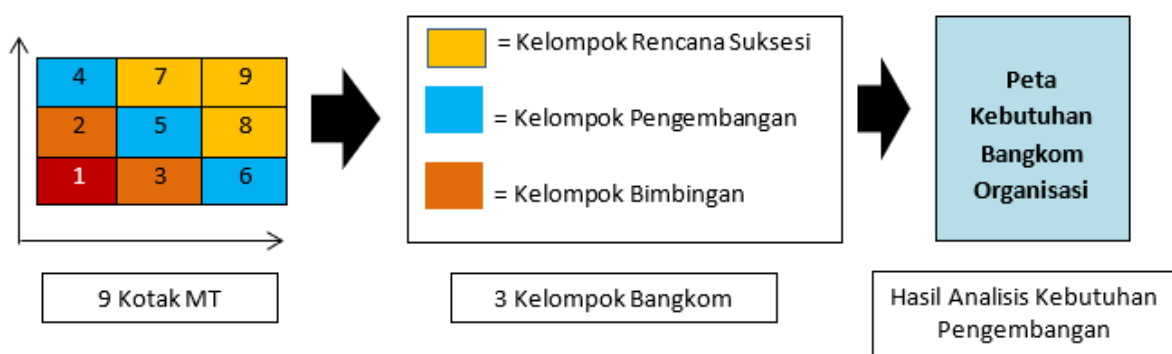 4 7 9
2 5 8
1 3 6
9 Kotak MT
= Kelompok Rencana Suksesi
= Kelompok Pengembangan
= Kelompok Bimbingan
3 Kelompok Bangkom
Peta
Kebutuhan
Bangkom
Organisasi
Hasil Analisis Kebutuhan
Pengembangan